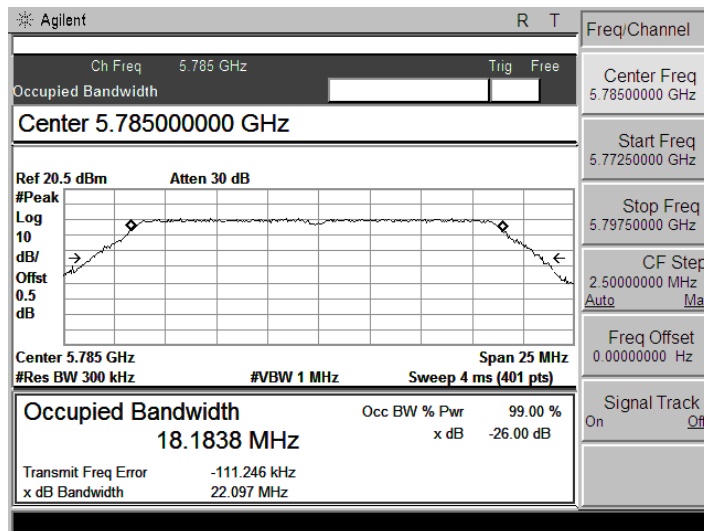 Agilent R T
Ch Freq 5.785 GHz Trig Free
Occupied Bandwidth
Center 5.785000000 GHz
Ref 20.5 dBm Atten 30 dB
#Peak
Log
10
dB/
Offst
0.5
dB
Center 5.785 GHz Span 25 MHz
#Res BW 300 kHz #VBW 1 MHz Sweep 4 ms (401 pts)
Occupied Bandwidth Occ BW % Pwr 99.00 %
18.1838 MHz x dB -26.00 dB
Transmit Freq Error -111.246 kHz
x dB Bandwidth 22.097 MHz
Freq/Channel
Center Freq
5.78500000 GHz
Start Freq
5.77250000 GHz
Stop Freq
5.79750000 GHz
CF Step
2.50000000 MHz
Auto Ma
Freq Offset
0.00000000 Hz
Signal Track
On Off